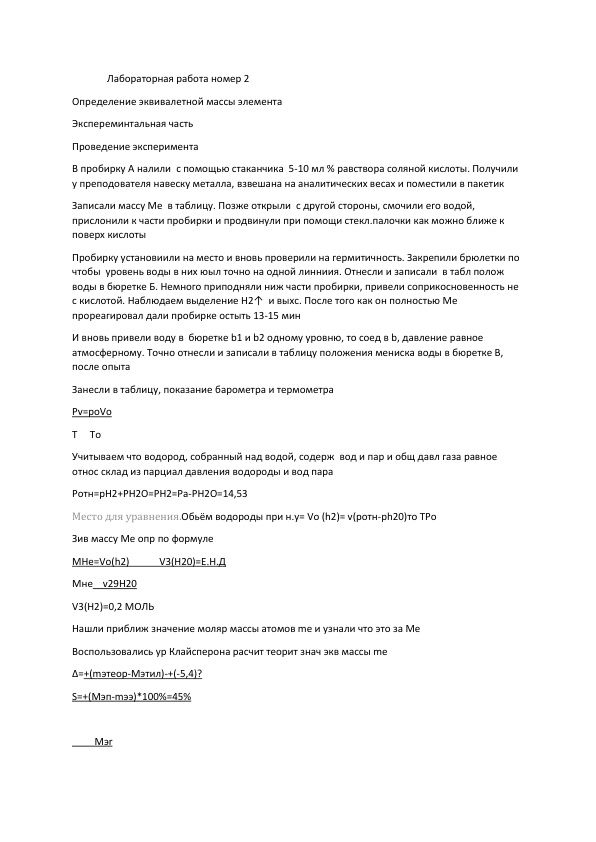 Лабораторная работа номер 2
Определение эквивалетной массы элемента
Экспереминтальная часть
Проведение эксперимента
В пробирку А налили с помощью стаканчика 5-10 мл % равствора соляной кислоты. Получили
у преподователя навеску металла, взвешана на аналитических весах и поместили в пакетик
Записали массу Ме в таблицу. Позже открыли с другой стороны, смочили его водой,
прислонили к части пробирки и продвинули при помощи стекл.палочки как можно ближе к
поверх кислоты
Пробирку установиили на место и вновь проверили на гермитичность. Закрепили брюлетки по
чтобы уровень воды в них юыл точно на одной линниия. Отнесли и записали в табл полож
воды в бюретке Б. Немного приподняли ниж части пробирки, привели соприкосновенность не
с кислотой. Наблюдаем выделение Н2↑ и выхс. После того как он полностью Ме
прореагировал дали пробирке остыть 13-15 мин
И вновь привели воду в бюретке b1 и b2 одному уровню, то соед в b, давление равное
атмосферному. Точно отнесли и записали в таблицу положения мениска воды в бюретке В,
после опыта
Занесли в таблицу, показание барометра и термометра
Pv=poVo
T To
Учитываем что водород, собранный над водой, содерж вод и пар и общ давл газа равное
относ склад из парциал давления водороды и вод пара
Ротн=рН2+РН2О=РН2=Ра-РН2О=14,53
Место для уравнения.Обьём водороды при н.у= Vo (h2)= v(ротн-ph20)то ТРо
Зив массу Ме опр по формуле
МНе=Vo(h2) V3(H20)=Е.Н.Д
Мне v29H20
V3(H2)=0,2 МОЛЬ
Нашли приближ значение моляр массы атомов me и узнали что это за Ме
Воспользовались ур Клайсперона расчит теорит знач экв массы me
Δ=+(mэтеор-Мэтил)-+(-5,4)?
S=+(Мэп-mээ)*100%=45%
Мэг